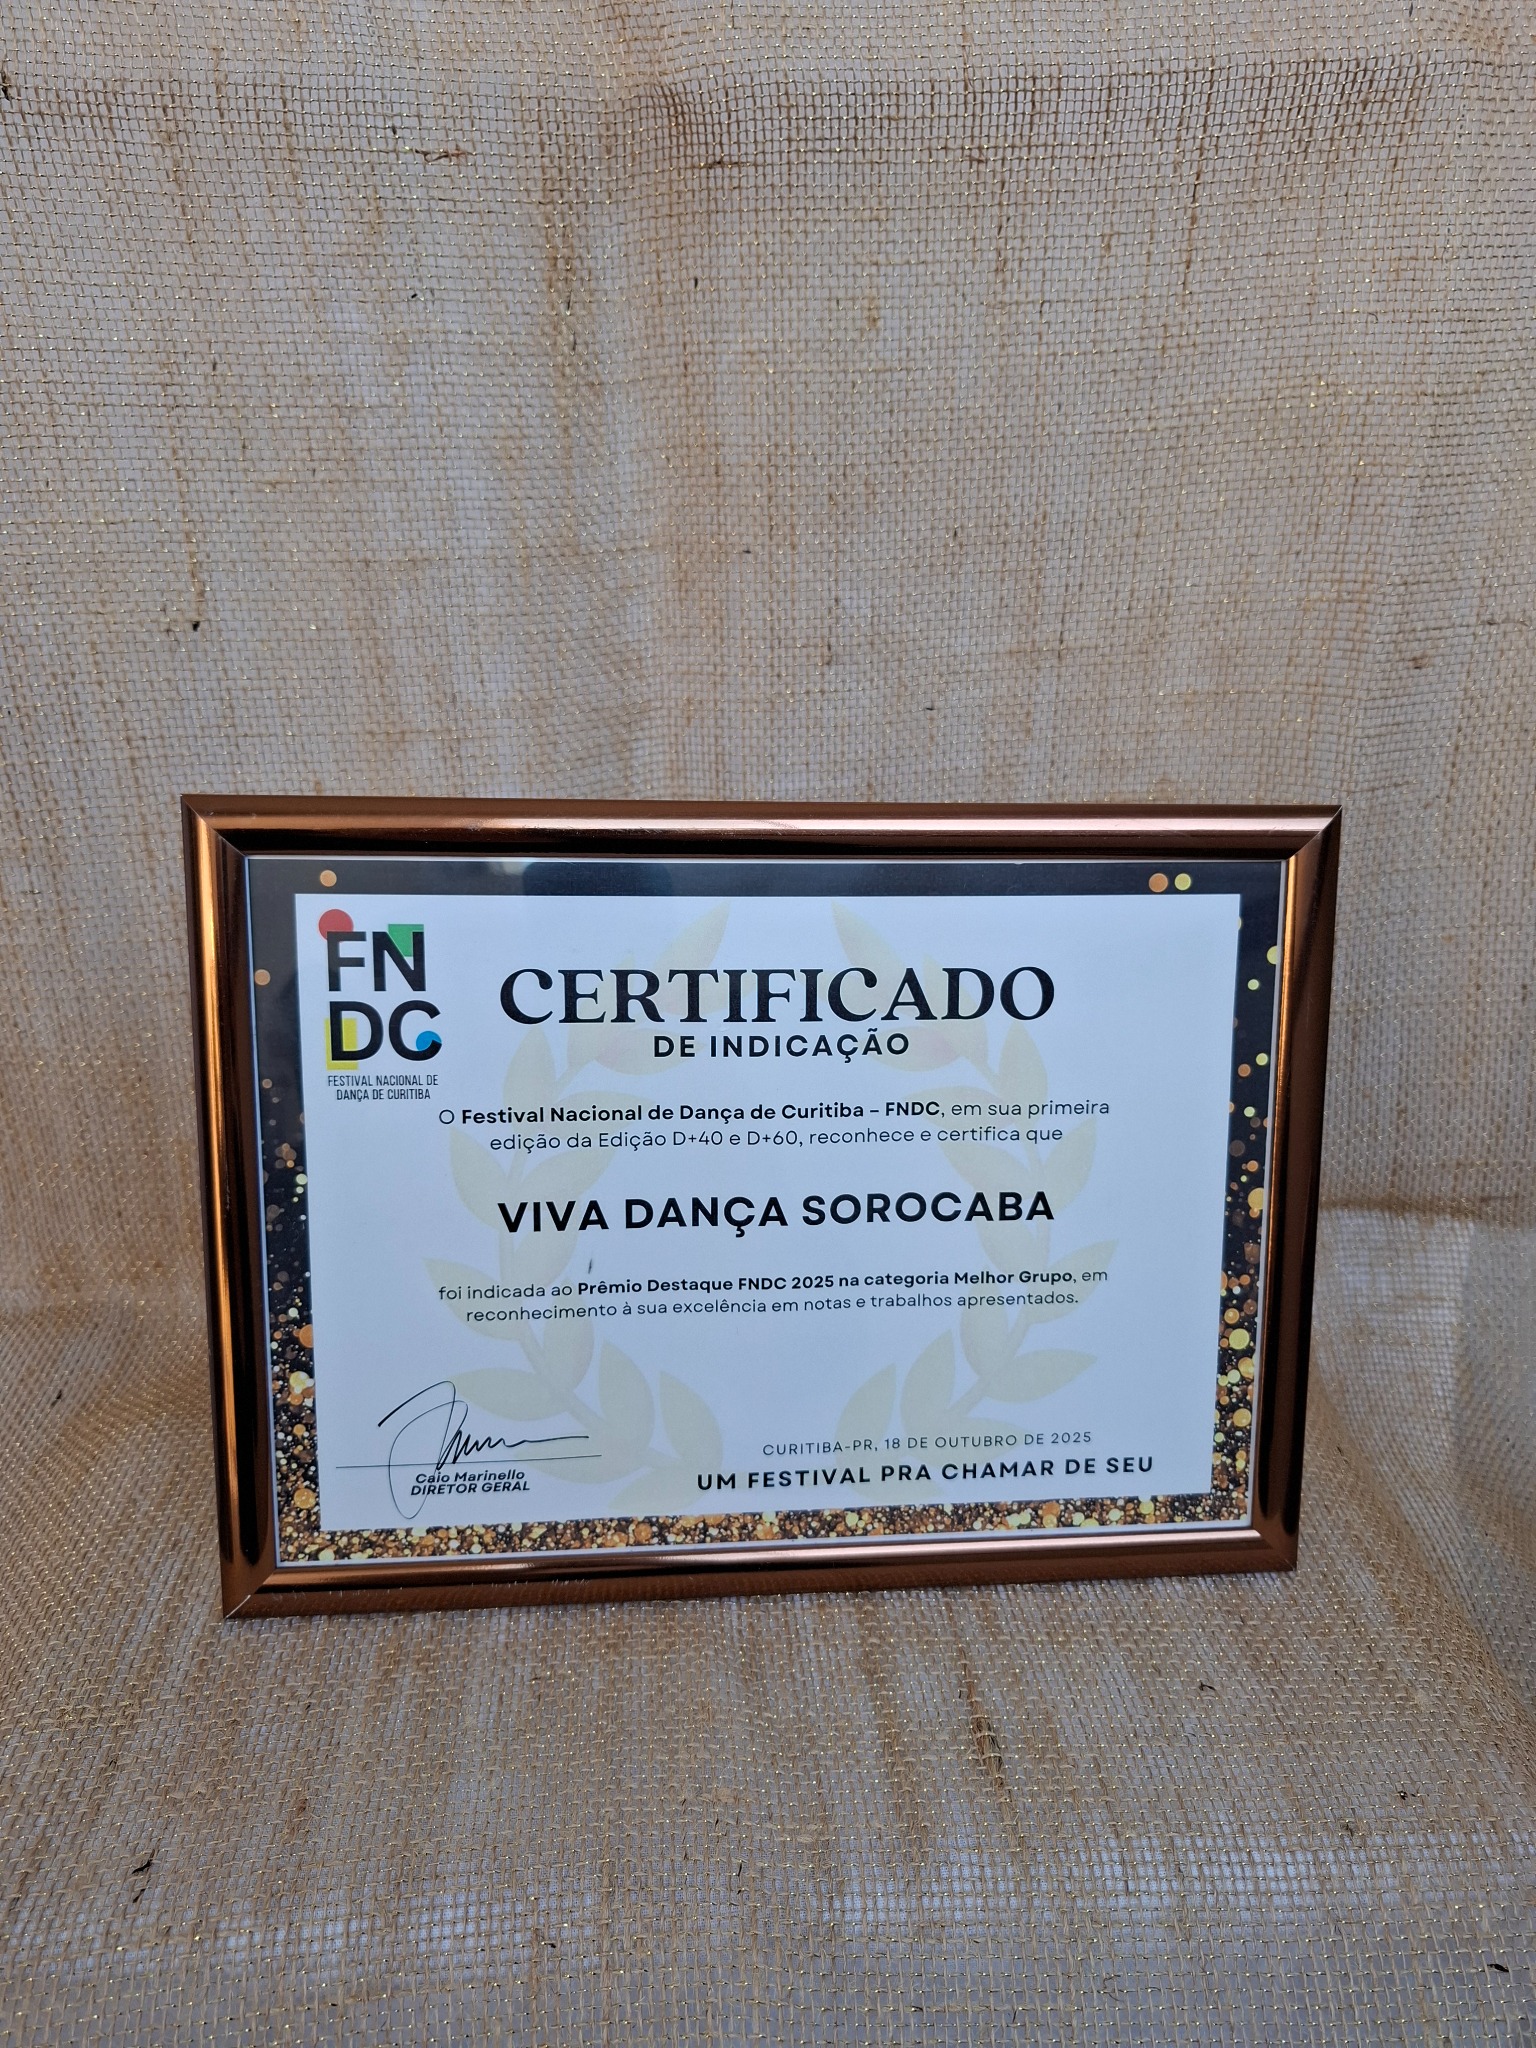 FN
DC
FESTIVAL NACIONAL DE
DANÇA DE CURITIBA
CERTIFICADO
DE INDICAÇÃO
O Festival Nacional de Dança de Curitiba – FNDC, em sua primeira
edição da Edição D+40 e D+60, reconhece e certifica que
VIVA DANÇA SOROCABA
foi indicada ao Prêmio Destaque FNDC 2025 na categoria Melhor Grupo, em
reconhecimento à sua excelência em notas e trabalhos apresentados.
Caio Marinello
DIRETOR GERAL
CURITIBA-PR, 18 DE OUTUBRO DE 2025
UM FESTIVAL PRA CHAMAR DE SEU